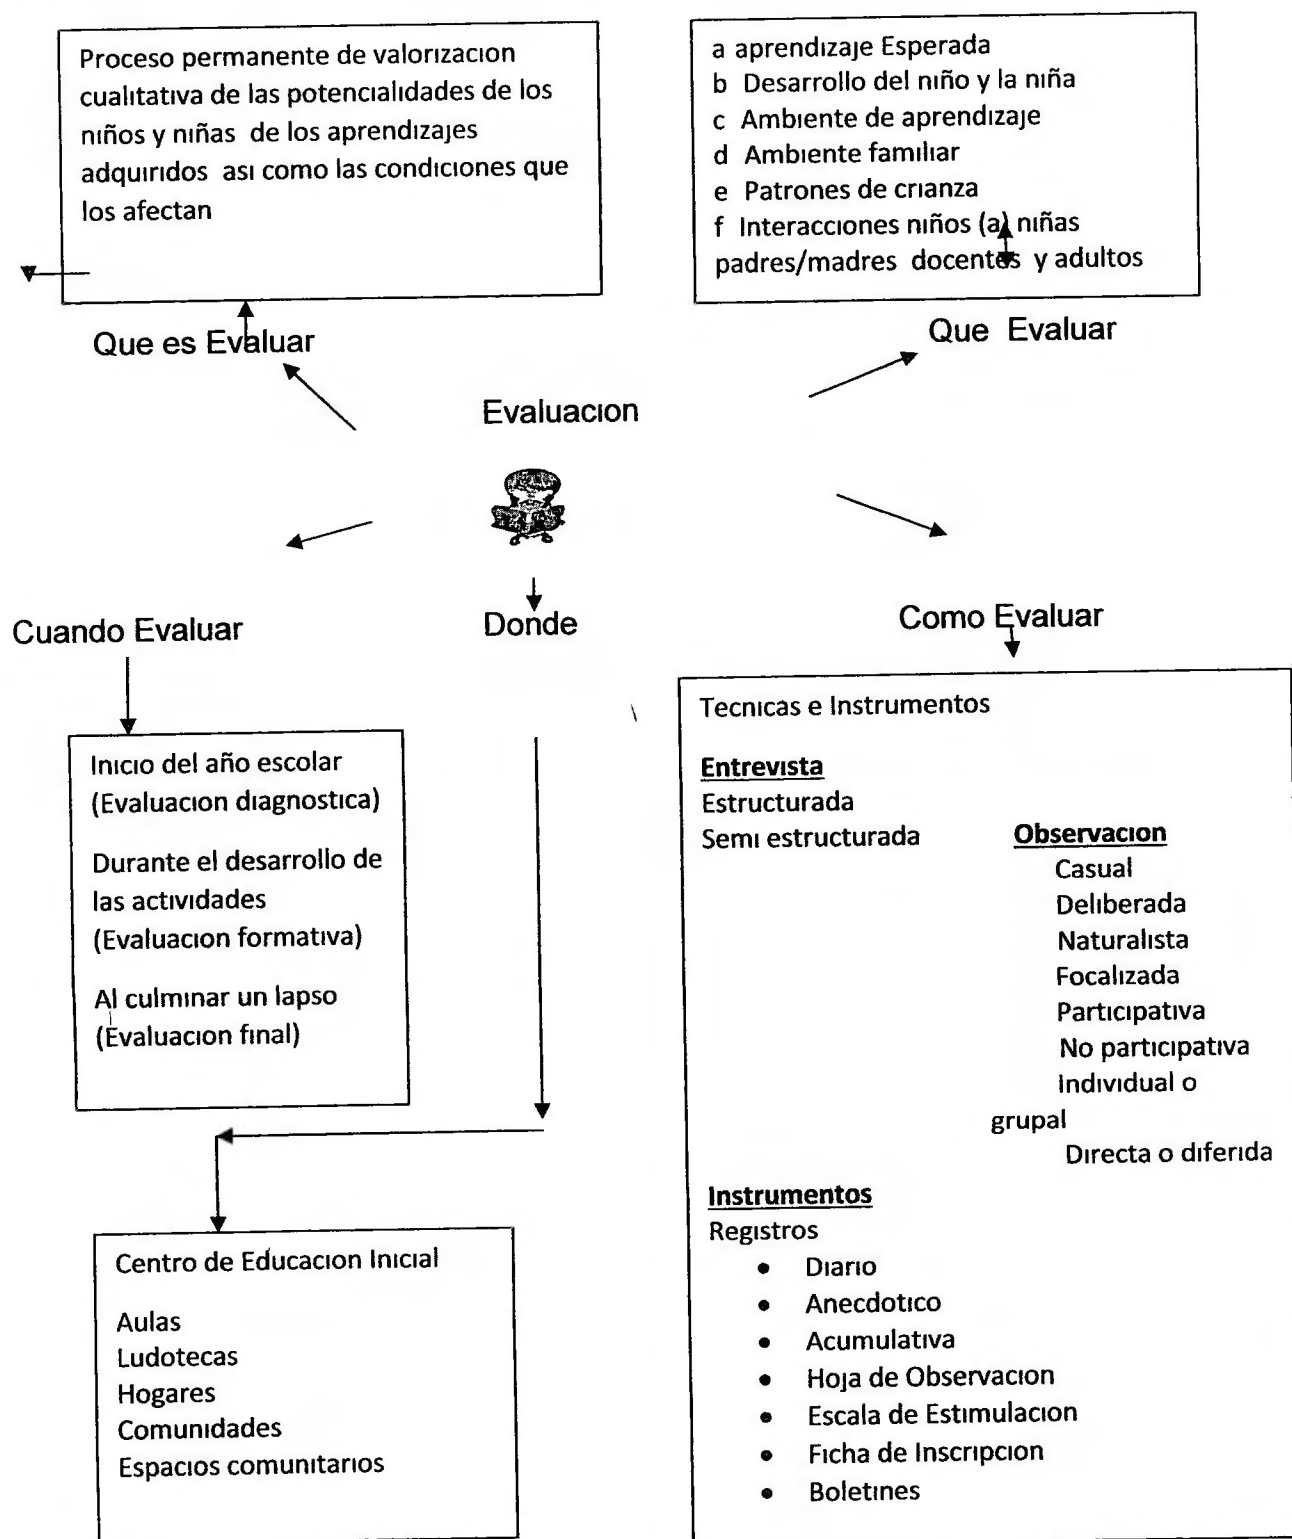 Proceso permanente de valorizacion
cualitativa de las potencialidades de los
niños y niñas de los aprendizajes
adquiridos asi como las condiciones que
los afectan
a aprendizaje Esperada
b Desarrollo del niño y la niña
c Ambiente de aprendizaje
d Ambiente familiar
e Patrones de crianza
f Interacciones niños (a) niñas
padres/madres docentes y adultos
Que es Evaluar
Que Evaluar
Evaluacion
Cuando Evaluar
Donde
Como Evaluar
Inicio del año escolar
(Evaluacion diagnostica)
Durante el desarrollo de
las actividades
(Evaluacion formativa)
Al culminar un lapso
(Evaluacion final)
Centro de Educacion Inicial
Aulas
Ludotecas
Hogares
Comunidades
Espacios comunitarios
Tecnicas e Instrumentos
Entrevista
Estructurada
Semi estructurada
Observacion
Casual
Deliberada
Naturalista
Focalizada
Participativa
No participativa
Individual o
grupal
Directa o diferida
Instrumentos
Registros
• Diario
• Anecdotico
• Acumulativa
• Hoja de Observacion
• Escala de Estimulacion
• Ficha de Inscripcion
• Boletines